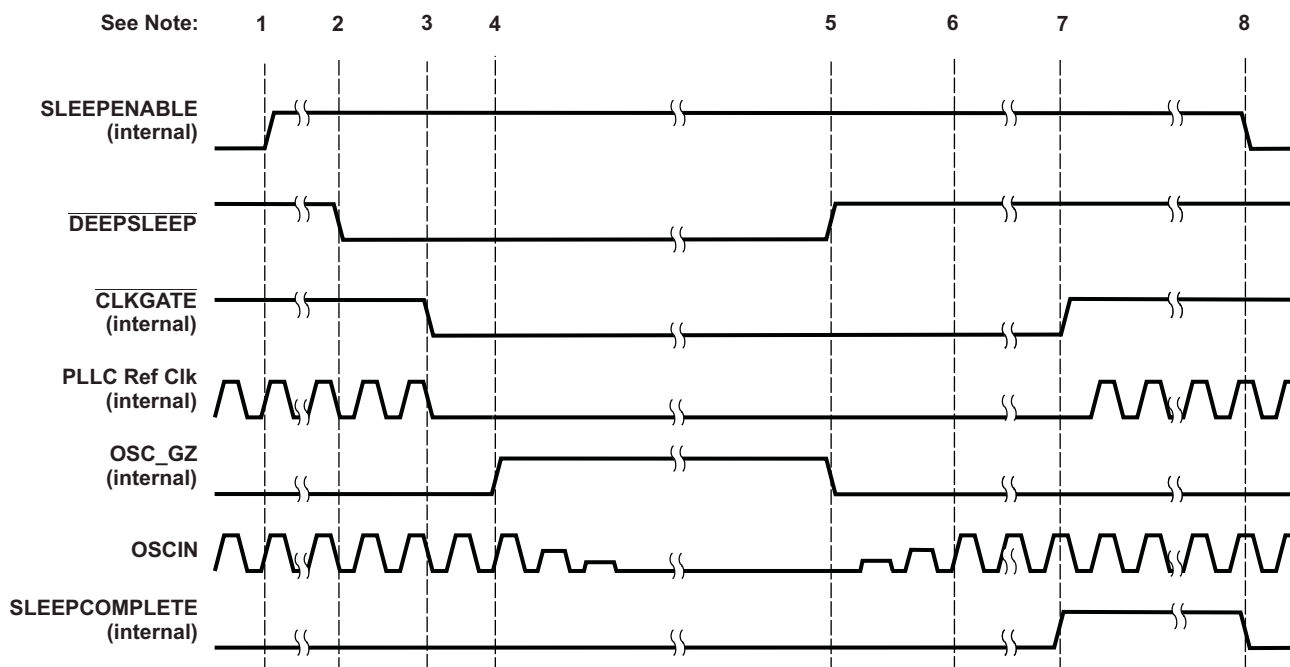 See Note: 1 2 3 4 5 6 7 8
SLEEPENABLE
(internal)
DEEPSLEEP
CLKGATE
(internal)
PLLC Ref Clk
(internal)
OSC_GZ
(internal)
OSCIN
SLEEPCOMPLETE
(internal)